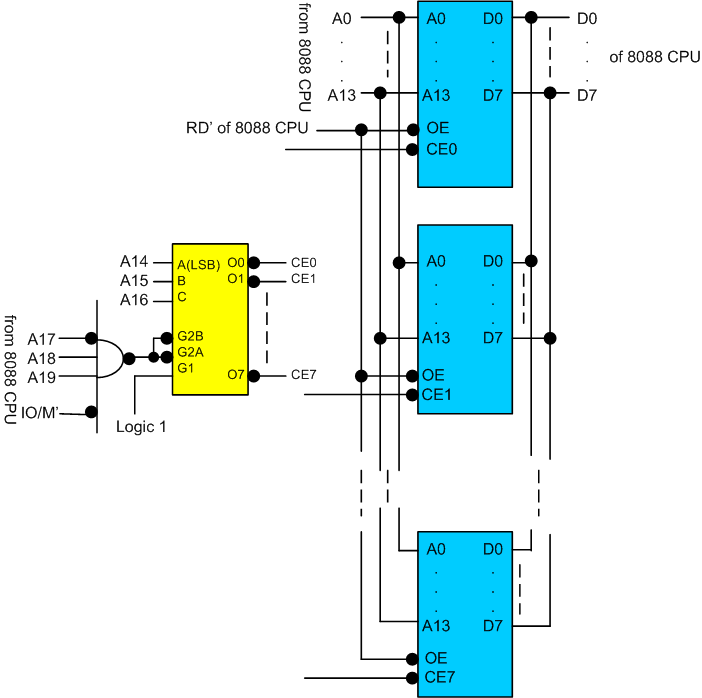 from 8088 CPU
A0
A13
A0
D0
D0
A13
D7
D7
of 8088 CPU
RD' of 8088 CPU
OE
CE0
A14
A15
A16
A(LSB)
B
C
O0
O1
CE0
CE1
from 8088 CPU
A17
A18
A19
IO/M'
G2B
G2A
G1
O7
CE7
Logic 1
A0
D0
A13
D7
OE
CE1
A0
D0
A13
D7
OE
CE7